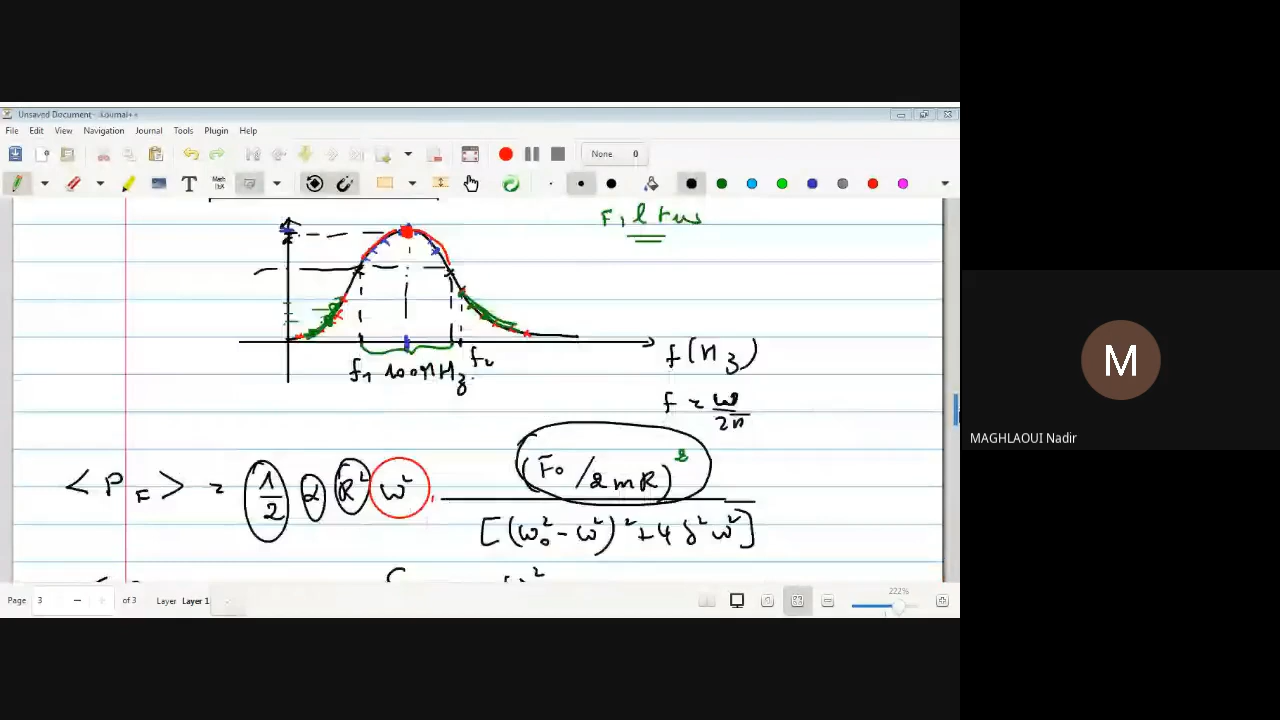 Unsaved Document - Xournal++
File Edit View Navigation Journal Tools Plugin Help
None 0
Filtres
f₁ 100 MHz f₂
f(Hz)
f = ω/2π
<P_F> = 1/2 α R² ω² . (F₀/2mR)² / [(ω₀² - ω²)² + 4δ²ω²]
MAGHLAOUI Nadir
M
Page 3 of 3 Layer Layer 1 222%